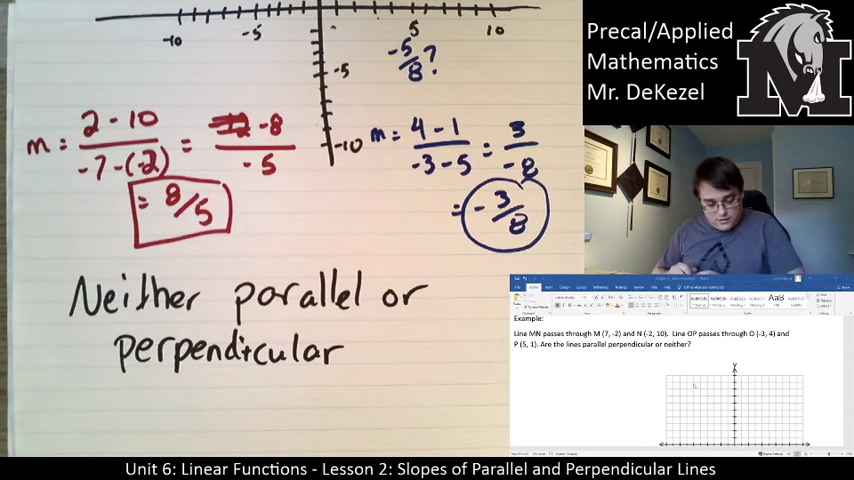 -10 -5 5 10
-5/8?
-5
m = 2 - 10 / -7 - (-2) = -8 / -5
= 8/5
-10
m = 4 - 1 / -3 - 5 = 3 / -8
= - 3/8
Neither parallel or
perpendicular
Precal/Applied
Mathematics
Mr. DeKezel
M
Example:
Line MN passes through M (7, -2) and N (-2, 10). Line OP passes through O (-3, 4) and
P (5, 1). Are the lines parallel perpendicular or neither?
y
Unit 6: Linear Functions - Lesson 2: Slopes of Parallel and Perpendicular Lines